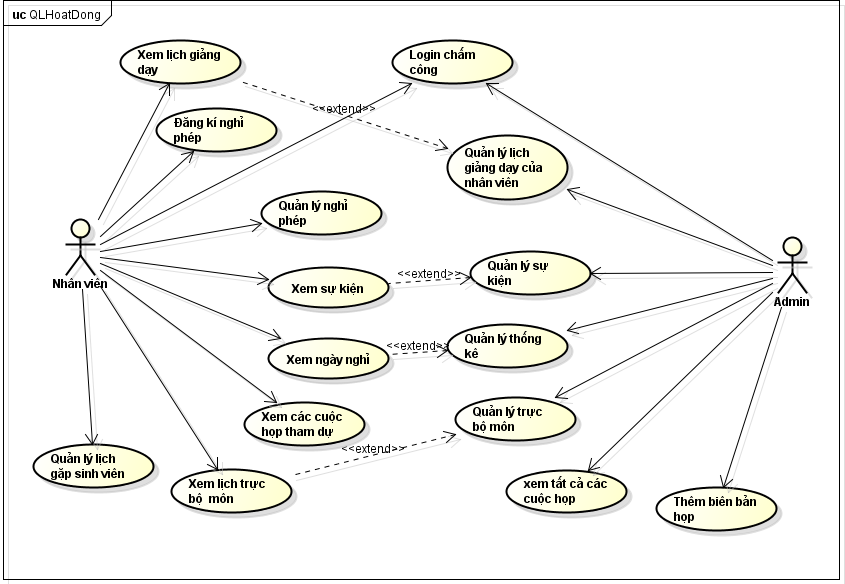 uc QLHoatDong
Xem lịch giảng
dạy
Login chấm
công
<<extend>>
Đăng kí nghỉ
phép
Quản lý lịch
giảng dạy của
nhân viên
Quản lý nghỉ
phép
Nhân viên
Xem sự kiện
<<extend>>
Quản lý sự
kiện
Admin
Xem ngày nghỉ
<<extend>>
Quản lý thống
kê
Xem các cuộc
họp tham dự
Quản lý trực
bộ môn
<<extend>>
Quản lý lịch
gặp sinh viên
Xem lịch trực
bộ môn
xem tất cả các
cuộc họp
Thêm biên bản
họp